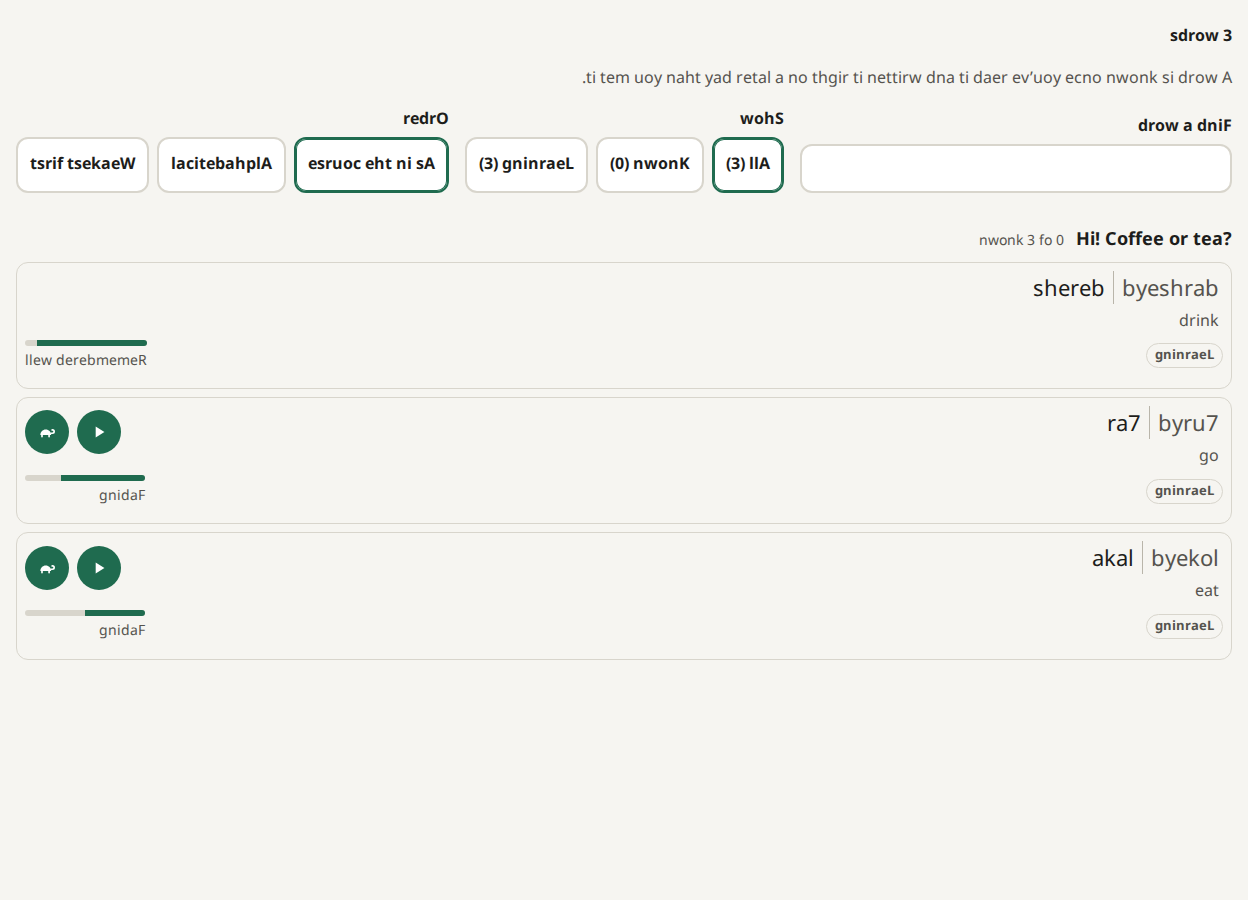 sdrow 3
.ti tem uoy naht yad retal a no thgir ti nettirw dna ti daer ev’uoy ecno nwonk si drow A
drow a dniF
wohS
(3) llA
(0) nwonK
(3) gninraeL
redrO
esruoc eht ni sA
lacitebahplA
tsrif tsekaeW
Hi! Coffee or tea?
nwonk 3 fo 0
shereb | byeshrab
drink
gninraeL
llew derebmemeR
ra7 | byru7
go
gninraeL
gnidaF
akal | byekol
eat
gninraeL
gnidaF